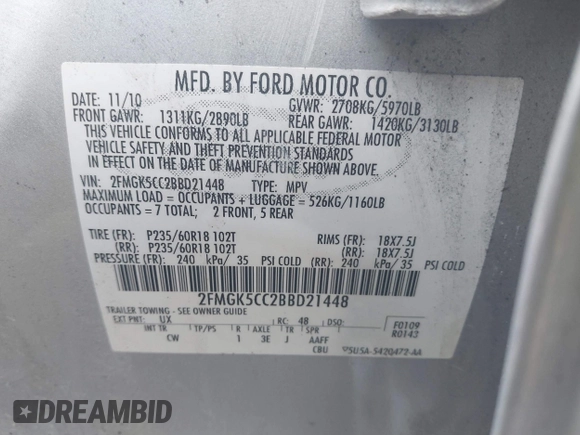 MFD. BY FORD MOTOR CO.
DATE: 11/10 GVWR: 2708KG/5970LB
FRONT GAWR: 1311KG/2890LB REAR GAWR: 1420KG/3130LB
THIS VEHICLE CONFORMS TO ALL APPLICABLE FEDERAL MOTOR
VEHICLE SAFETY AND THEFT PREVENTION STANDARDS
IN EFFECT ON THE DATE OF MANUFACTURE SHOWN ABOVE.
VIN: 2FMGK5CC2BBD21448 TYPE: MPV
MAXIMUM LOAD = OCCUPANTS + LUGGAGE = 526KG/1160LB
OCCUPANTS = 7 TOTAL; 2 FRONT, 5 REAR
TIRE (FR): P235/60R18 102T RIMS (FR): 18X7.5J
(RR): P235/60R18 102T (RR): 18X7.5J
PRESSURE (FR): 240 kPa/ 35 PSI COLD (RR): 240 kPa/ 35 PSI COLD
2FMGK5CC2BBD21448
TRAILER TOWING - SEE OWNER GUIDE
EXT PNT: UX RC: 48 DSO: F0109
R0143
INT TR TP/PS R AXLE TR SPR
CW 1 3E J AAFF
CBU 5U5A-5420472-AA
DREAMBID